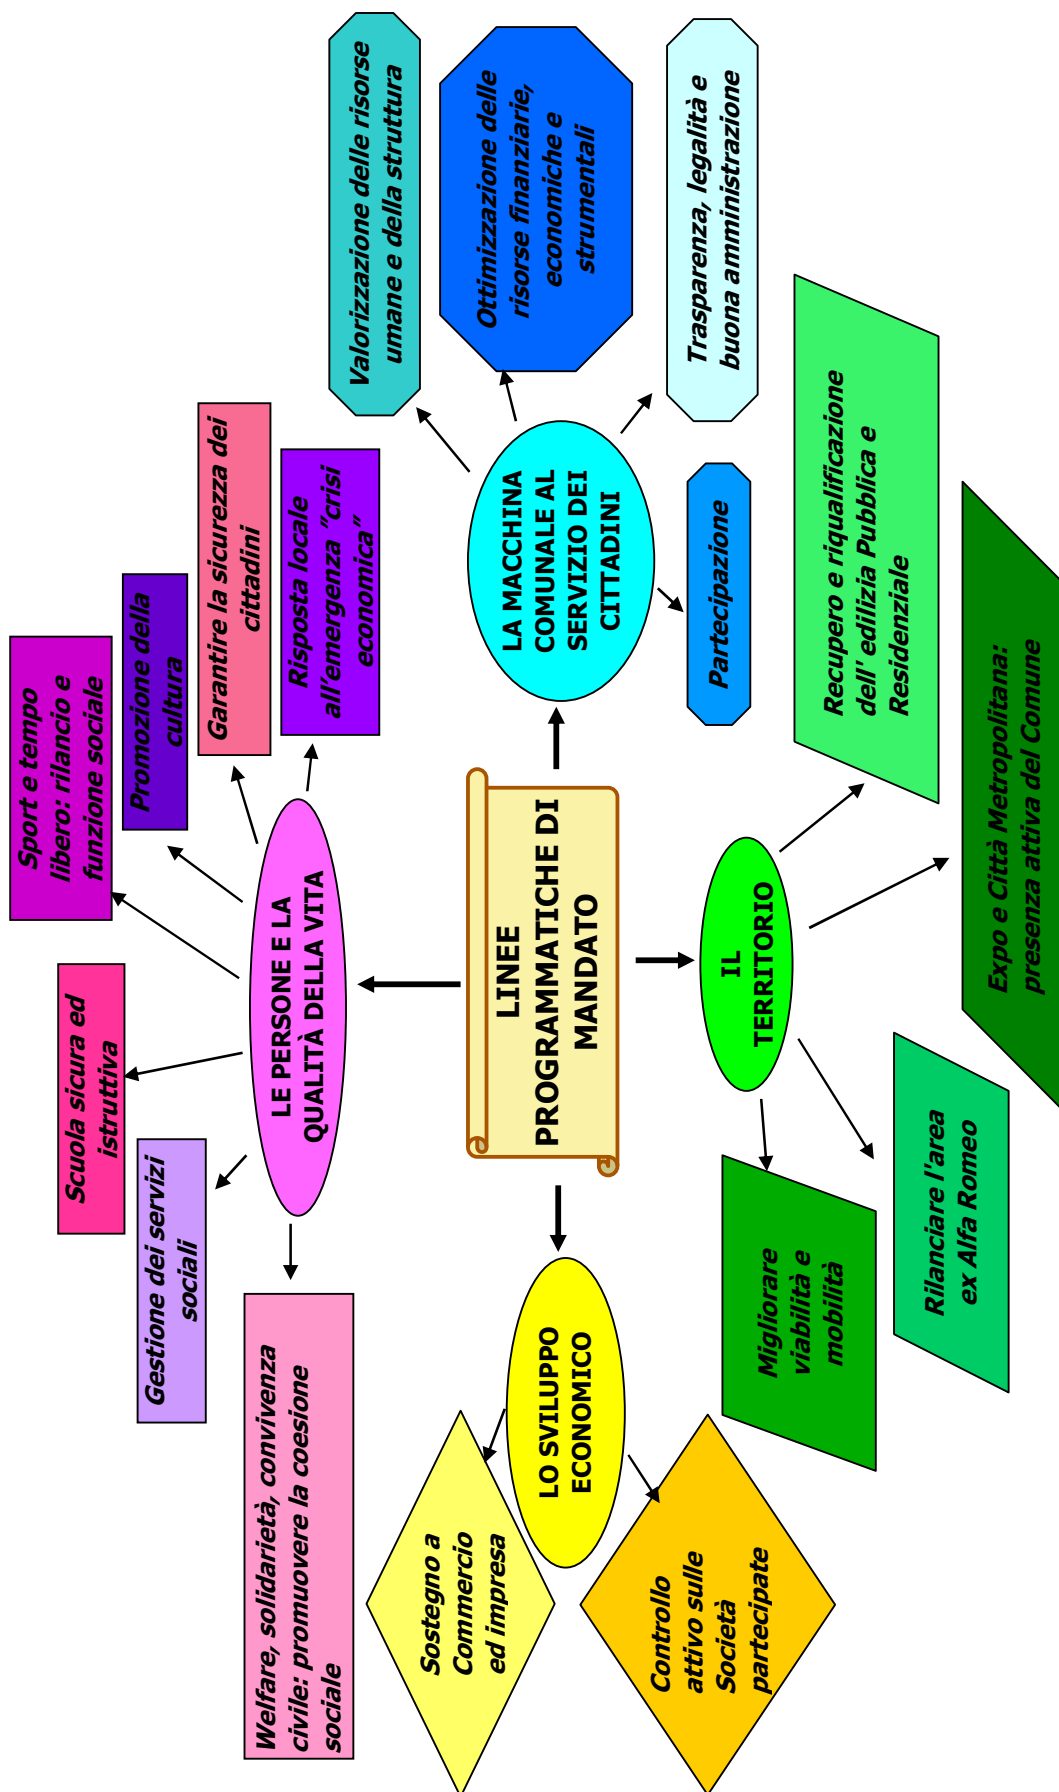 Welfare, solidarietà, convivenza
civile: promuovere la coesione
sociale
Gestione dei servizi
sociali
Scuola sicura ed
istruttiva
Sport e tempo
libero: rilancio e
funzione sociale
Promozione della
cultura
Garantire la sicurezza dei
cittadini
Risposta locale
all'emergenza "crisi
economica"
LE PERSONE E LA
QUALITÀ DELLA VITA
Valorizzazione delle risorse
umane e della struttura
Ottimizzazione delle
risorse finanziarie,
economiche e
strumentali
Trasparenza, legalità e
buona amministrazione
Partecipazione
LA MACCHINA
COMUNALE AL
SERVIZIO DEI
CITTADINI
LINEE
PROGRAMMATICHE DI
MANDATO
LO SVILUPPO
ECONOMICO
Sostegno a
Commercio
ed impresa
Controllo
attivo sulle
Società
partecipate
IL
TERRITORIO
Migliorare
viabilità e
mobilità
Rilanciare l'area
ex Alfa Romeo
Expo e Città Metropolitana:
presenza attiva del Comune
Recupero e riqualificazione
dell' edilizia Pubblica e
Residenziale